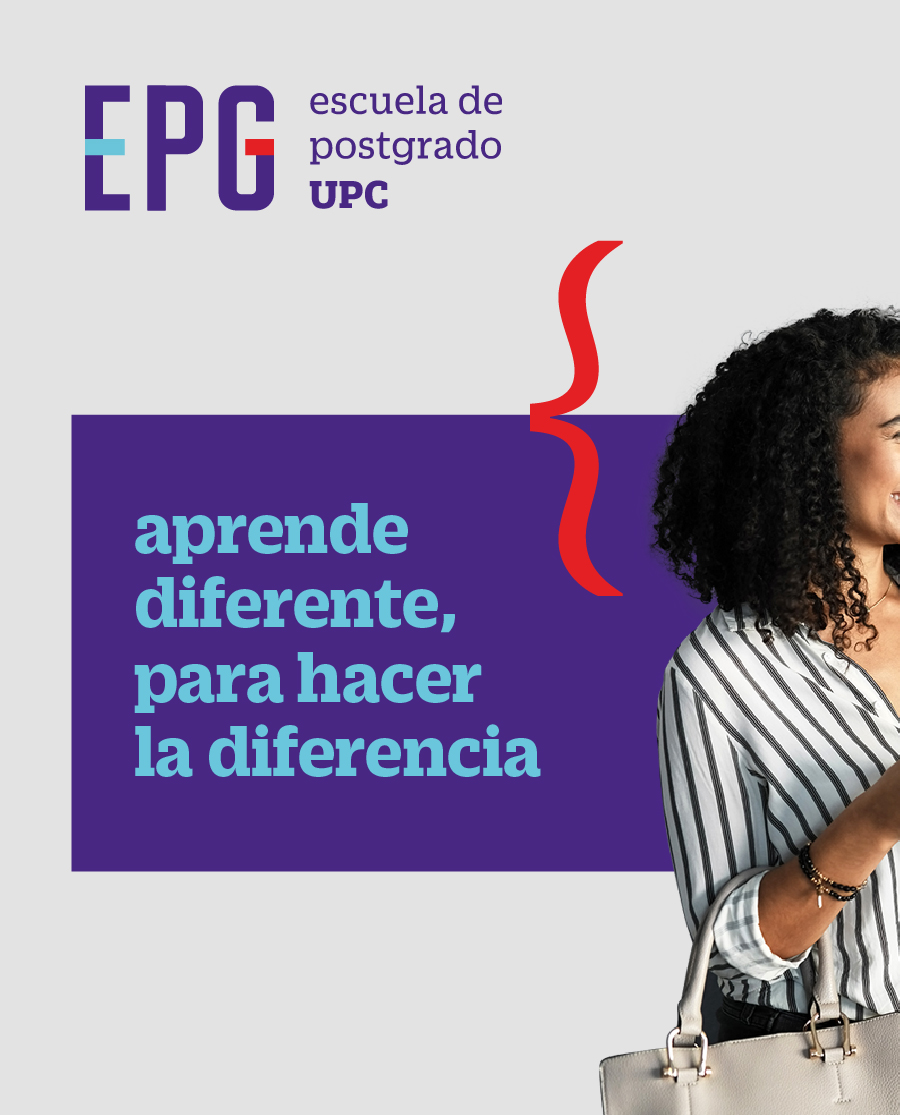 EPG
escuela de
postgrado
UPC
{
aprende
diferente,
para hacer
la diferencia